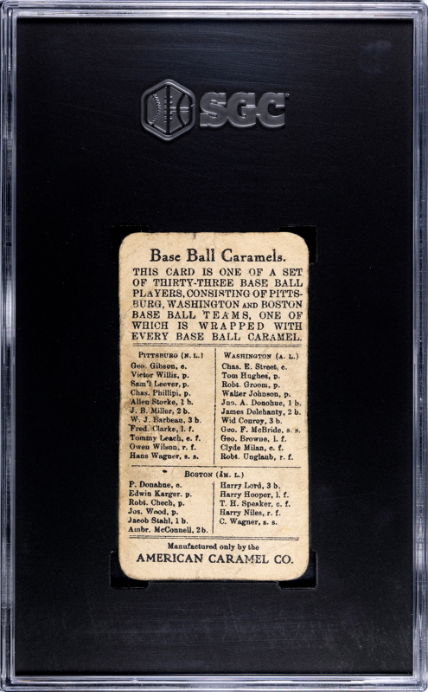 SGC
Base Ball Caramels.
THIS CARD IS ONE OF A SET
OF THIRTY-THREE BASE BALL
PLAYERS, CONSISTING OF PITTS-
BURG, WASHINGTON AND BOSTON
BASE BALL TEAMS, ONE OF
WHICH IS WRAPPED WITH
EVERY BASE BALL CARAMEL.
PITTSBURG (N. L.)
Geo. Gibson, c.
Victor Willis, p.
Sam'l Leever, p.
Chas. Phillipi, p.
Allen Storke, 1 b.
J. B. Miller, 2 b.
W. J. Barbeau, 3 b.
Fred. Clarke, l. f.
Tommy Leach, c. f.
Owen Wilson, r. f.
Hans Wagner, s. s.
WASHINGTON (A. L.)
Chas. E. Street, c.
Tom Hughes, p.
Robt. Groom, p.
Walter Johnson, p.
Jno. A. Donohue, 1 b.
James Delehanty, 2 b.
Wid Conroy, 3 b.
Geo. F. McBride, s. s.
Geo. Browne, l. f.
Clyde Milan, c. f.
Robt. Unglaub, r. f.
BOSTON (A. L.)
P. Donahue, c.
Edwin Karger, p.
Robt. Chech, p.
Jos. Wood, p.
Jacob Stahl, 1 b.
Ambr. McConnell, 2 b.
Harry Lord, 3 b.
Harry Hooper, l. f.
T. H. Speaker, c. f.
Harry Niles, r. f.
C. Wagner, s. s.
Manufactured only by the
AMERICAN CARAMEL CO.